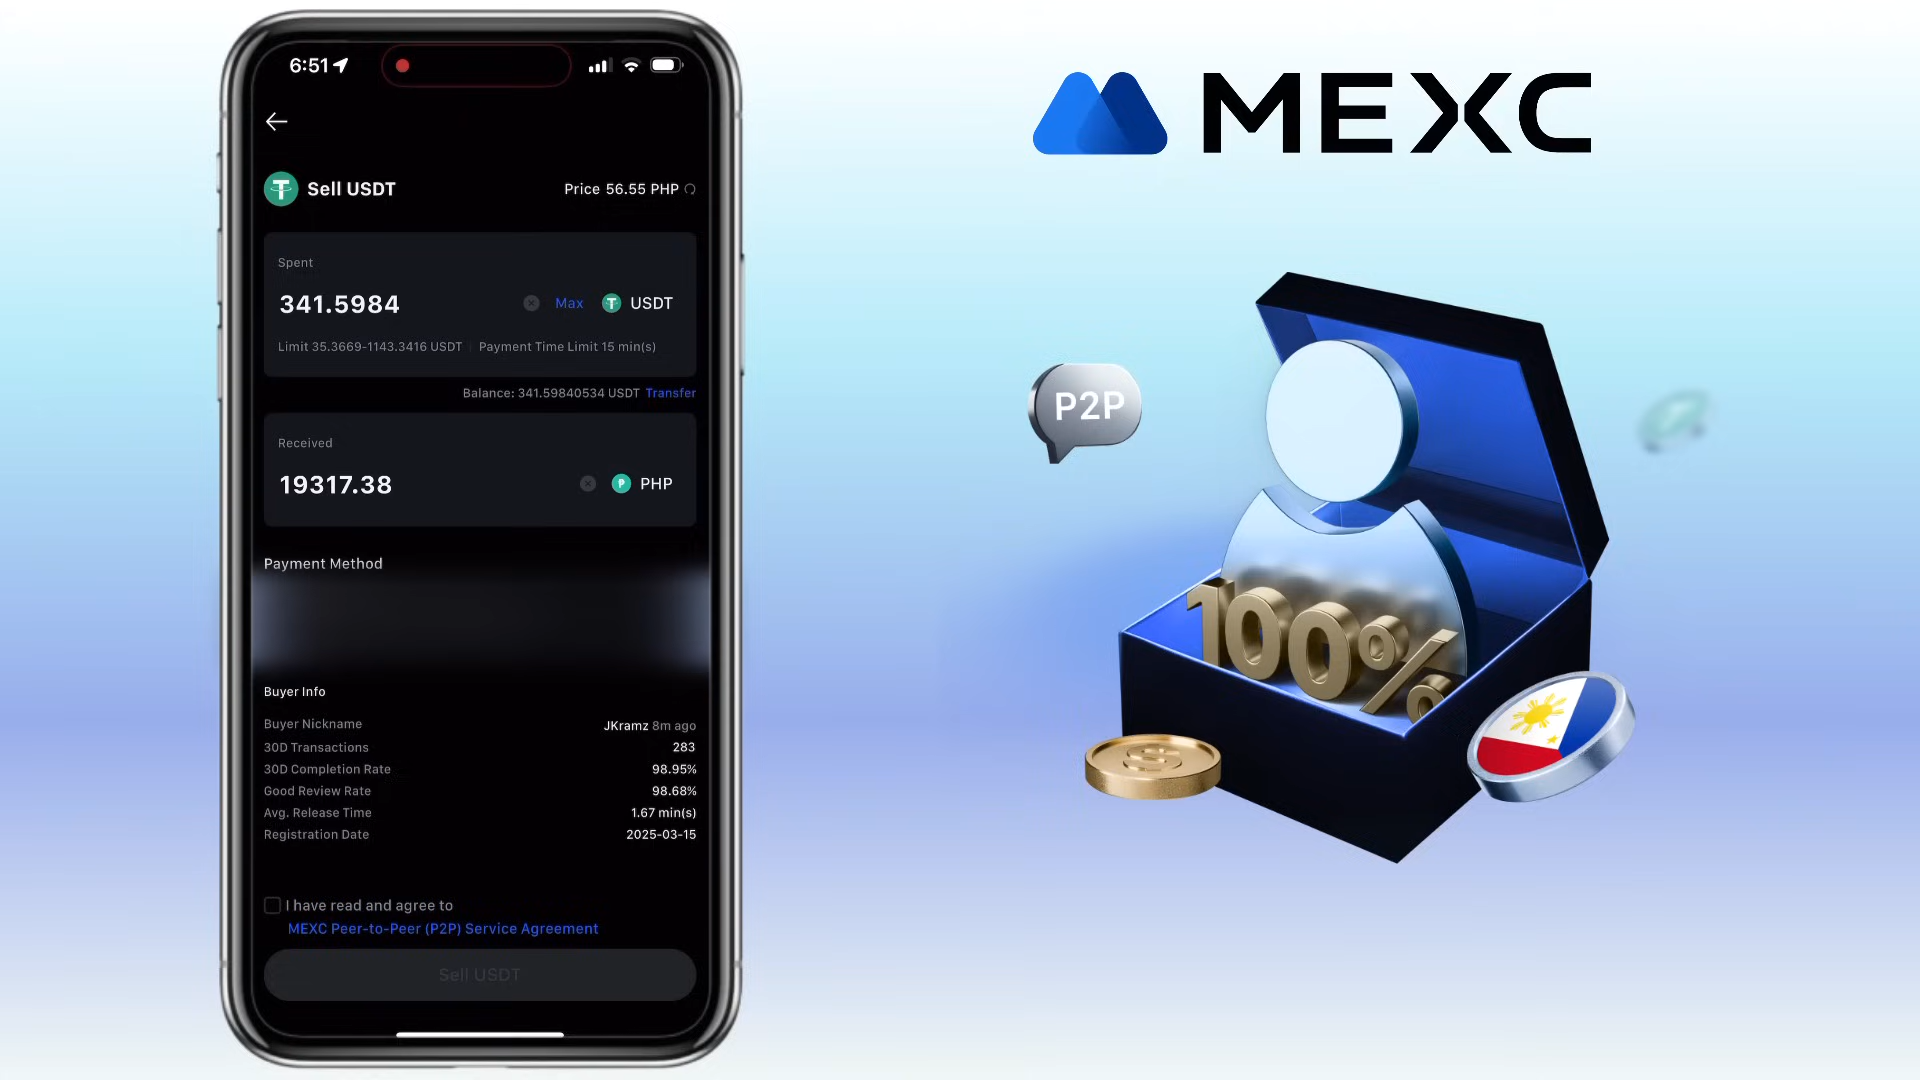 6:51
Sell USDT
Price 56.55 PHP
Spent
341.5984
Max
USDT
Limit 35.3669-1143.3416 USDT
Payment Time Limit 15 min(s)
Balance: 341.59840534 USDT Transfer
Received
19317.38
PHP
Payment Method
Buyer Info
Buyer Nickname
JKramz 8m ago
30D Transactions
283
30D Completion Rate
98.95%
Good Review Rate
98.68%
Avg. Release Time
1.67 min(s)
Registration Date
2025-03-15
I have read and agree to
MEXC Peer-to-Peer (P2P) Service Agreement
Sell USDT
MEXC
P2P
100%